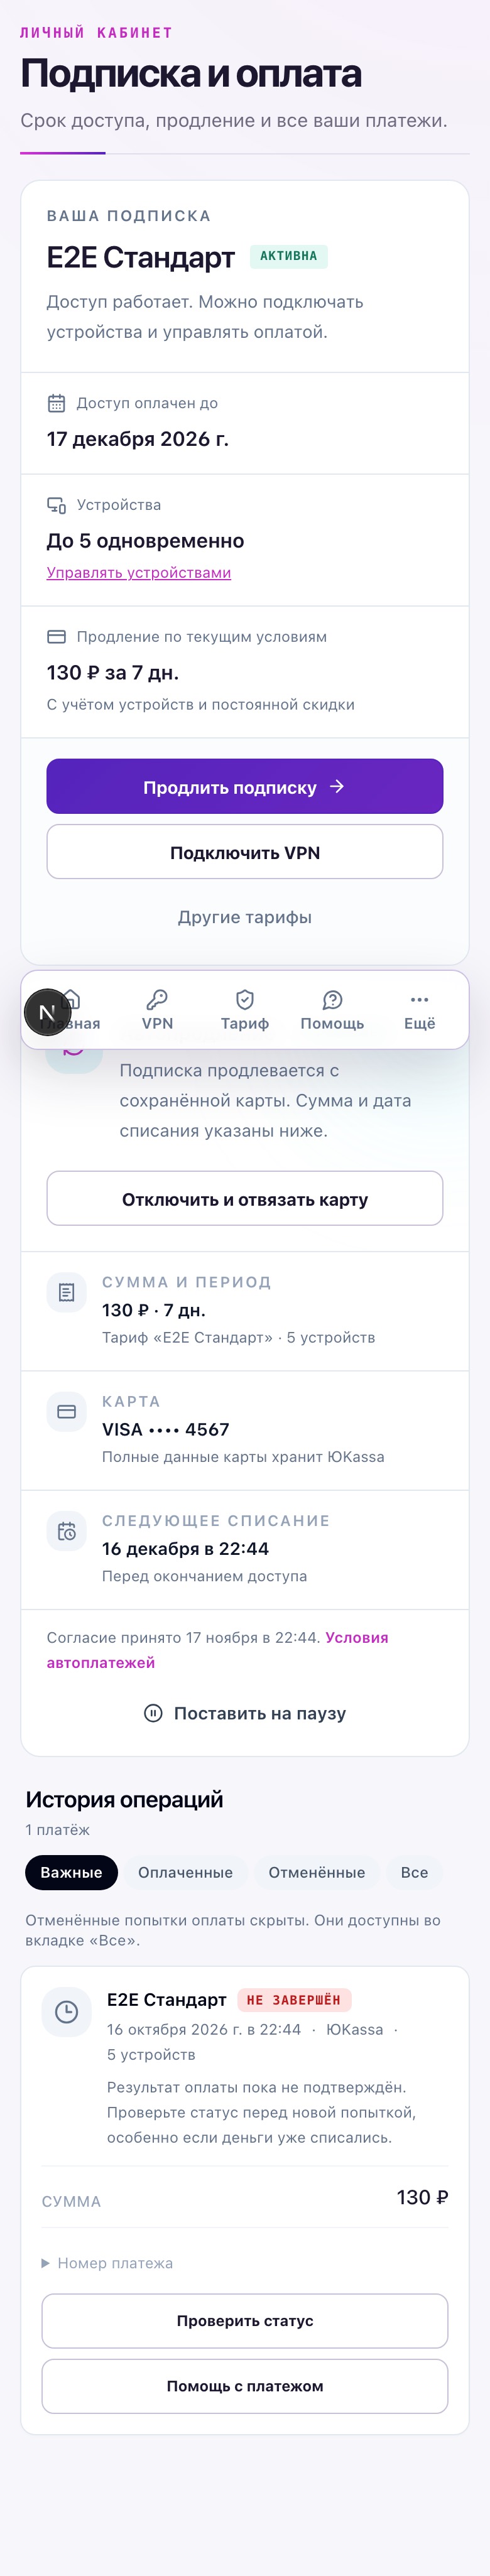 ЛИЧНЫЙ КАБИНЕТ
Подписка и оплата
Срок доступа, продление и все ваши платежи.
ВАША ПОДПИСКА
E2E Стандарт АКТИВНА
Доступ работает. Можно подключать
устройства и управлять оплатой.
Доступ оплачен до
17 декабря 2026 г.
Устройства
До 5 одновременно
Управлять устройствами
Продление по текущим условиям
130 ₽ за 7 дн.
С учётом устройств и постоянной скидки
Продлить подписку →
Подключить VPN
Другие тарифы
N
Главная VPN Тариф Помощь Ещё
Подписка продлевается с
сохранённой карты. Сумма и дата
списания указаны ниже.
Отключить и отвязать карту
СУММА И ПЕРИОД
130 ₽ · 7 дн.
Тариф «E2E Стандарт» · 5 устройств
КАРТА
VISA •••• 4567
Полные данные карты хранит ЮKassa
СЛЕДУЮЩЕЕ СПИСАНИЕ
16 декабря в 22:44
Перед окончанием доступа
Согласие принято 17 ноября в 22:44. Условия
автоплатежей
Поставить на паузу
История операций
1 платёж
Важные Оплаченные Отменённые Все
Отменённые попытки оплаты скрыты. Они доступны во
вкладке «Все».
E2E Стандарт НЕ ЗАВЕРШЁН
16 октября 2026 г. в 22:44 · ЮKassa ·
5 устройств
Результат оплаты пока не подтверждён.
Проверьте статус перед новой попыткой,
особенно если деньги уже списались.
СУММА 130 ₽
Номер платежа
Проверить статус
Помощь с платежом